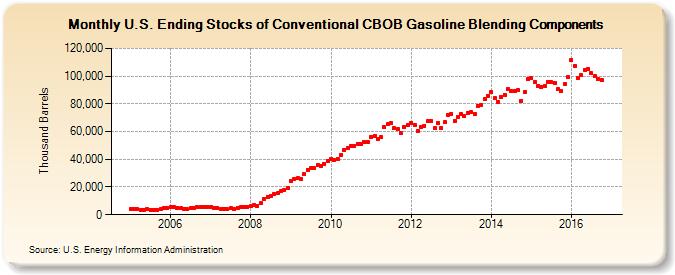 Monthly U.S. Ending Stocks of Conventional CBOB Gasoline Blending Components
Thousand Barrels
120,000
100,000
80,000
60,000
40,000
20,000
0
2006 2008 2010 2012 2014 2016
Source: U.S. Energy Information Administration